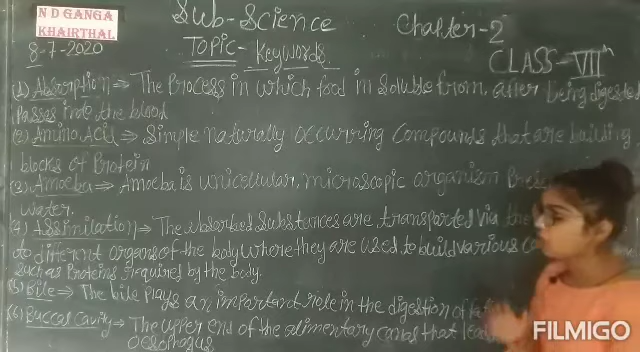 N D GANGA
KHAIRTHAL
Sub-Science
Chapter-2
8-7-2020
TOPIC- Keywords
CLASS-VIIth
(1) Absorption ⇒ The Process in which food in soluble from, after being digested
Passes into the blood
(2) Amino Acid ⇒ Simple naturally occurring Compounds that are building
blocks of Protein
(3) Amoeba ⇒ Amoeba is unicellular, microscopic organism
water.
(4) Assimilation ⇒ The absorbed Substances are transported via the
to different organs of the body where they are used to build various
such as Proteins required by the body.
(5) Bile ⇒ The bile plays an important role in the digestion of
(6) Buccal Cavity ⇒ The upper end of the alimentary canal that
oesophagus
FILMIGO